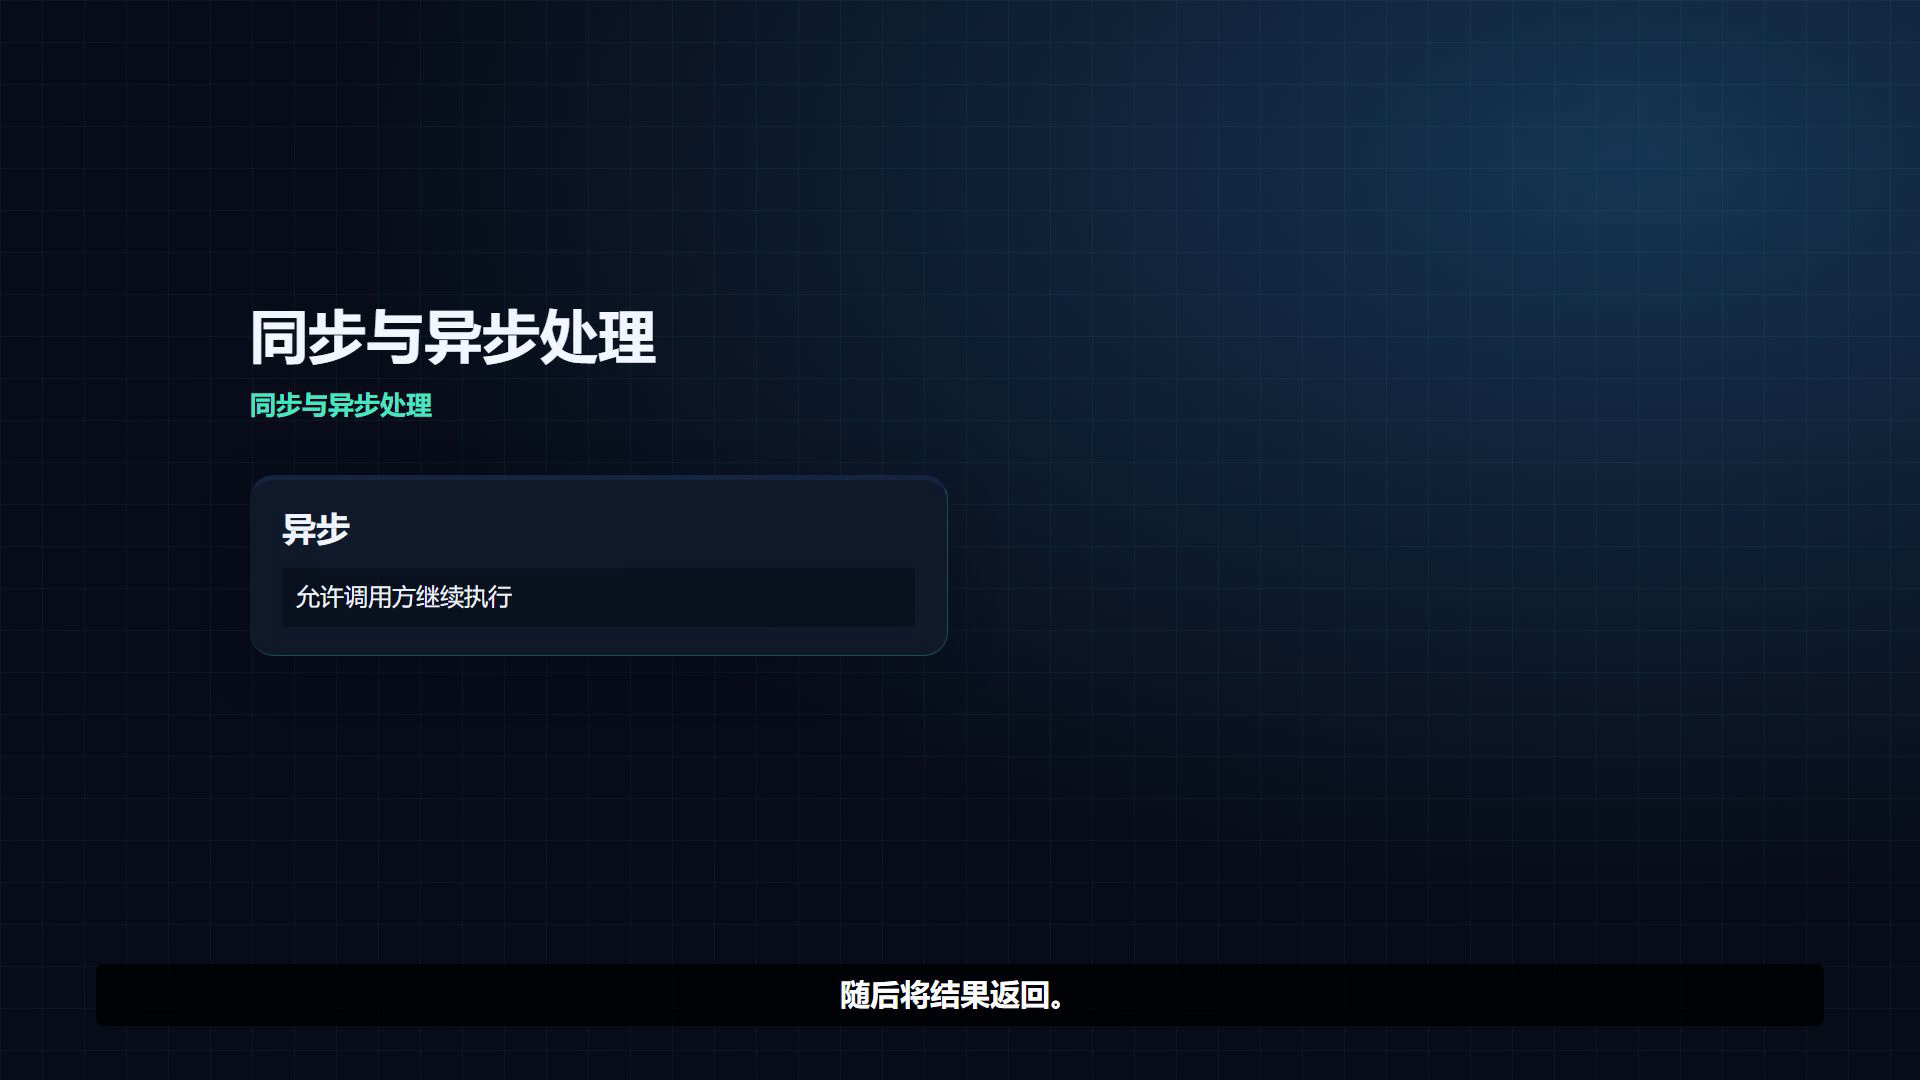 同步与异步处理
同步与异步处理
异步
允许调用方继续执行
随后将结果返回。